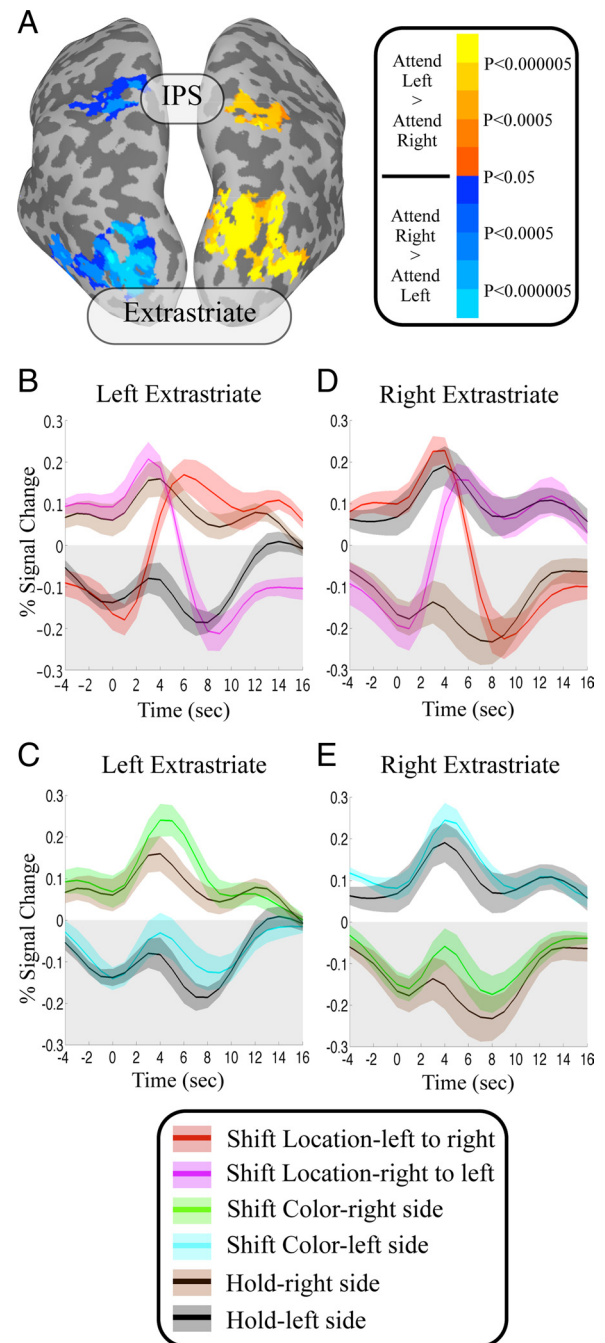 A
IPS
Extrastriate
Attend
Left
>
Attend
Right
Attend
Right
>
Attend
Left
P<0.000005
P<0.0005
P<0.05
P<0.0005
P<0.000005
B
Left Extrastriate
% Signal Change
0.3
0.2
0.1
0
-0.1
-0.2
-0.3
-4 -2 0 2 4 6 8 10 12 14 16
Time (sec)
D
Right Extrastriate
0.3
0.2
0.1
0
-0.1
-0.2
-0.3
-4 -2 0 2 4 6 8 10 12 14 16
Time (sec)
C
Left Extrastriate
% Signal Change
0.3
0.2
0.1
0
-0.1
-0.2
-0.3
-4 -2 0 2 4 6 8 10 12 14 16
Time (sec)
E
Right Extrastriate
0.3
0.2
0.1
0
-0.1
-0.2
-0.3
-4 -2 0 2 4 6 8 10 12 14 16
Time (sec)
Shift Location-left to right
Shift Location-right to left
Shift Color-right side
Shift Color-left side
Hold-right side
Hold-left side